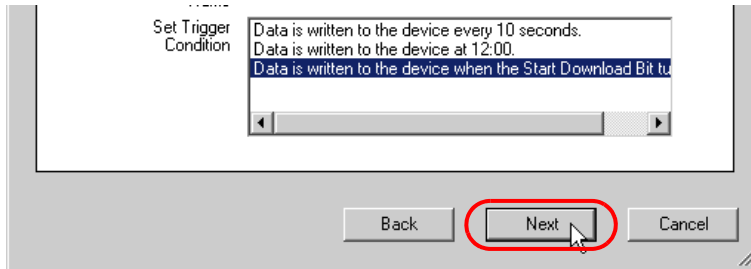 Set Trigger
Condition
Data is written to the device every 10 seconds.
Data is written to the device at 12:00.
Data is written to the device when the Start Download Bit tu
Back
Next
Cancel